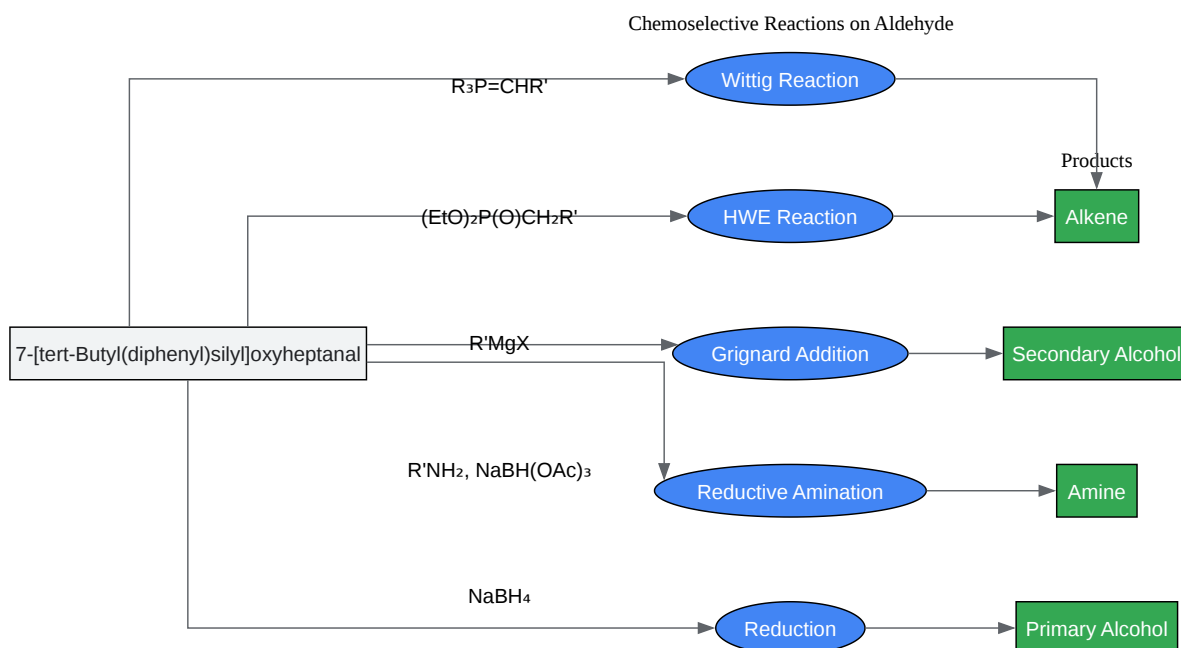 Chemoselective Reactions on Aldehyde
R₃P=CHR'
Wittig Reaction
Products
(EtO)₂P(O)CH₂R'
HWE Reaction
Alkene
7-[tert-Butyl(diphenyl)silyl]oxyheptanal
R'MgX
Grignard Addition
Secondary Alcohol
R'NH₂, NaBH(OAc)₃
Reductive Amination
Amine
NaBH₄
Reduction
Primary Alcohol